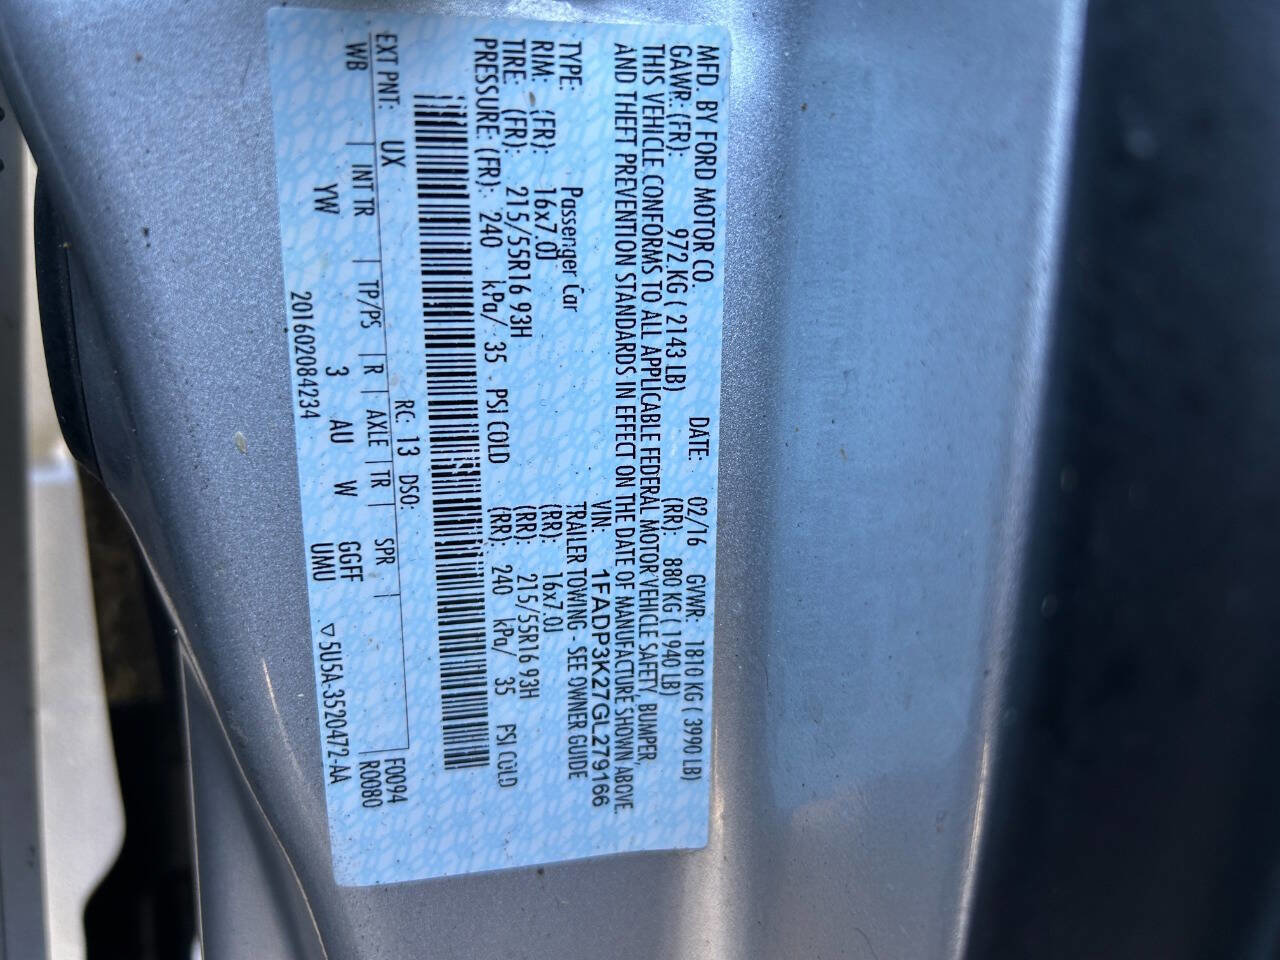 MFD. BY FORD MOTOR CO. DATE: 02/16 GVWR: 1810 KG ( 3990 LB)
GAWR: (FR): 972 KG ( 2143 LB) (RR): 880 KG ( 1940 LB)
THIS VEHICLE CONFORMS TO ALL APPLICABLE FEDERAL MOTOR VEHICLE SAFETY, BUMPER,
AND THEFT PREVENTION STANDARDS IN EFFECT ON THE DATE OF MANUFACTURE SHOWN ABOVE.
VIN: 1FADP3K27GL279166
TYPE: Passenger Car TRAILER TOWING - SEE OWNER GUIDE
RIM: (FR): 16x7.0J (RR): 16x7.0J
TIRE: (FR): 215/55R16 93H (RR): 215/55R16 93H
PRESSURE: (FR): 240 kPa/ 35 PSI COLD (RR): 240 kPa/ 35 PSI COLD
RC: 13 DSO: F0094
EXT PNT: UX R0080
WB | INT TR | TP/PS | R | AXLE | TR | SPR |
YW 3 AU W GGFF
201602084234 UMU ▽5U5A-3520472-AA